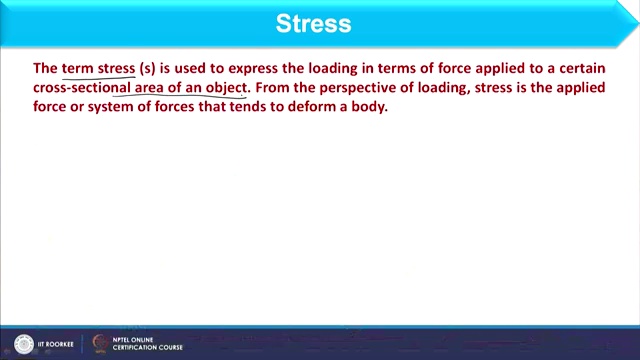 Stress
The term stress (s) is used to express the loading in terms of force applied to a certain
cross-sectional area of an object. From the perspective of loading, stress is the applied
force or system of forces that tends to deform a body.
IIT ROORKEE
NPTEL ONLINE
CERTIFICATION COURSE